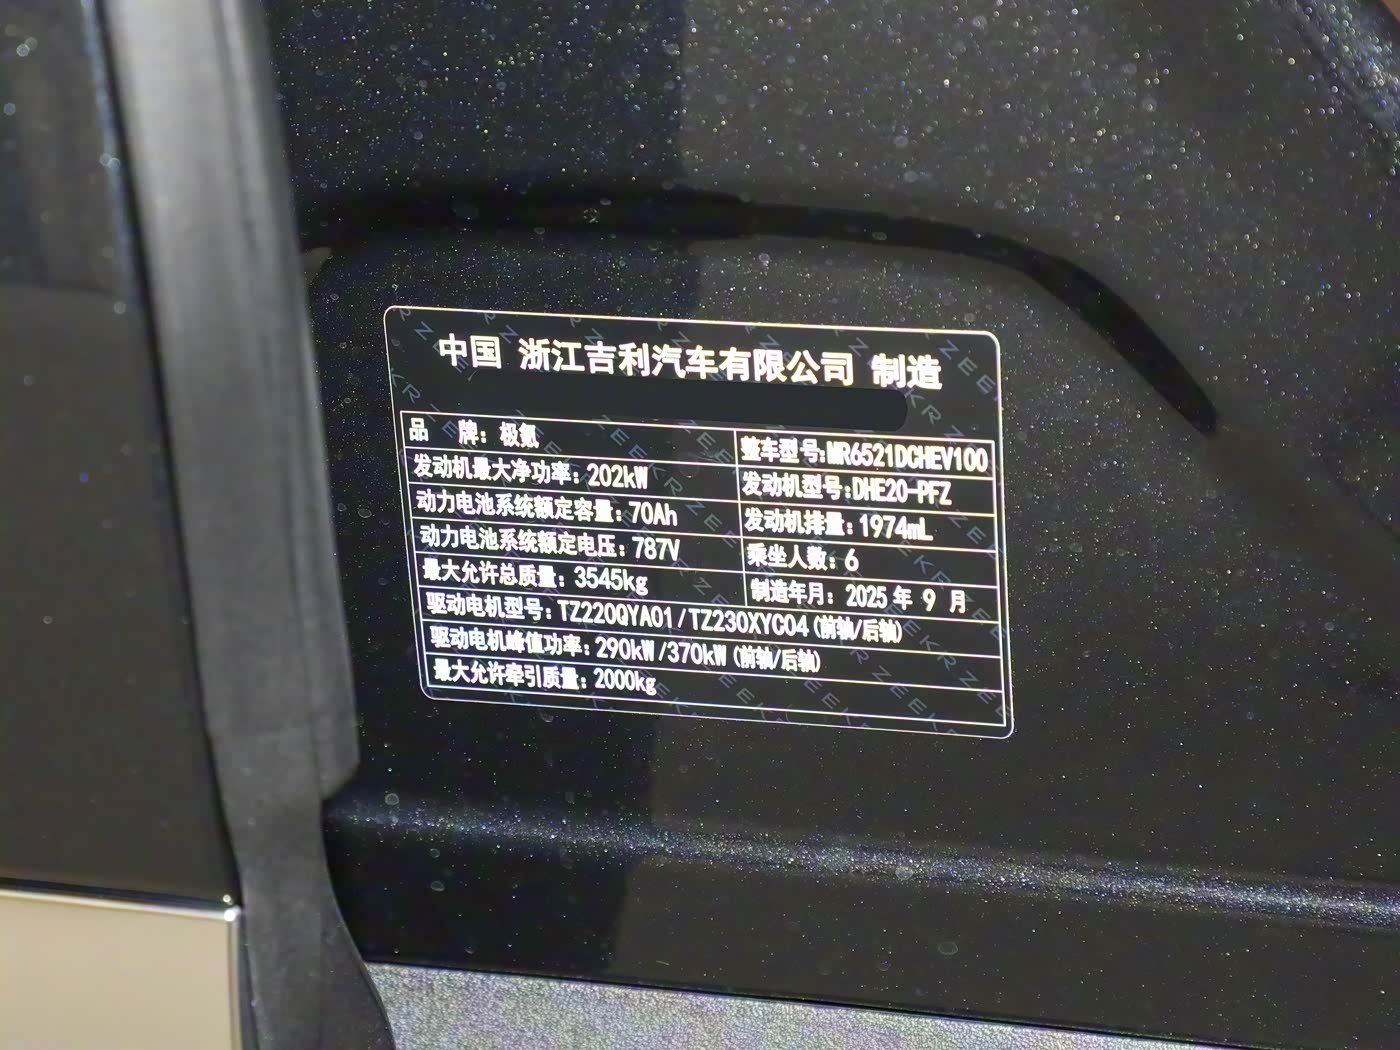 中国 浙江吉利汽车有限公司 制造
品 牌：极氪 整车型号:MR6521DCHEV100
发动机最大净功率：202kW 发动机型号:DHE20-PFZ
动力电池系统额定容量：70Ah 发动机排量：1974mL
动力电池系统额定电压：787V 乘坐人数：6
最大允许总质量：3545kg 制造年月：2025 年 9 月
驱动电机型号：TZ220QYA01/TZ230XYC04(前轴/后轴)
驱动电机峰值功率：290kW/370kW(前轴/后轴)
最大允许牵引质量：2000kg